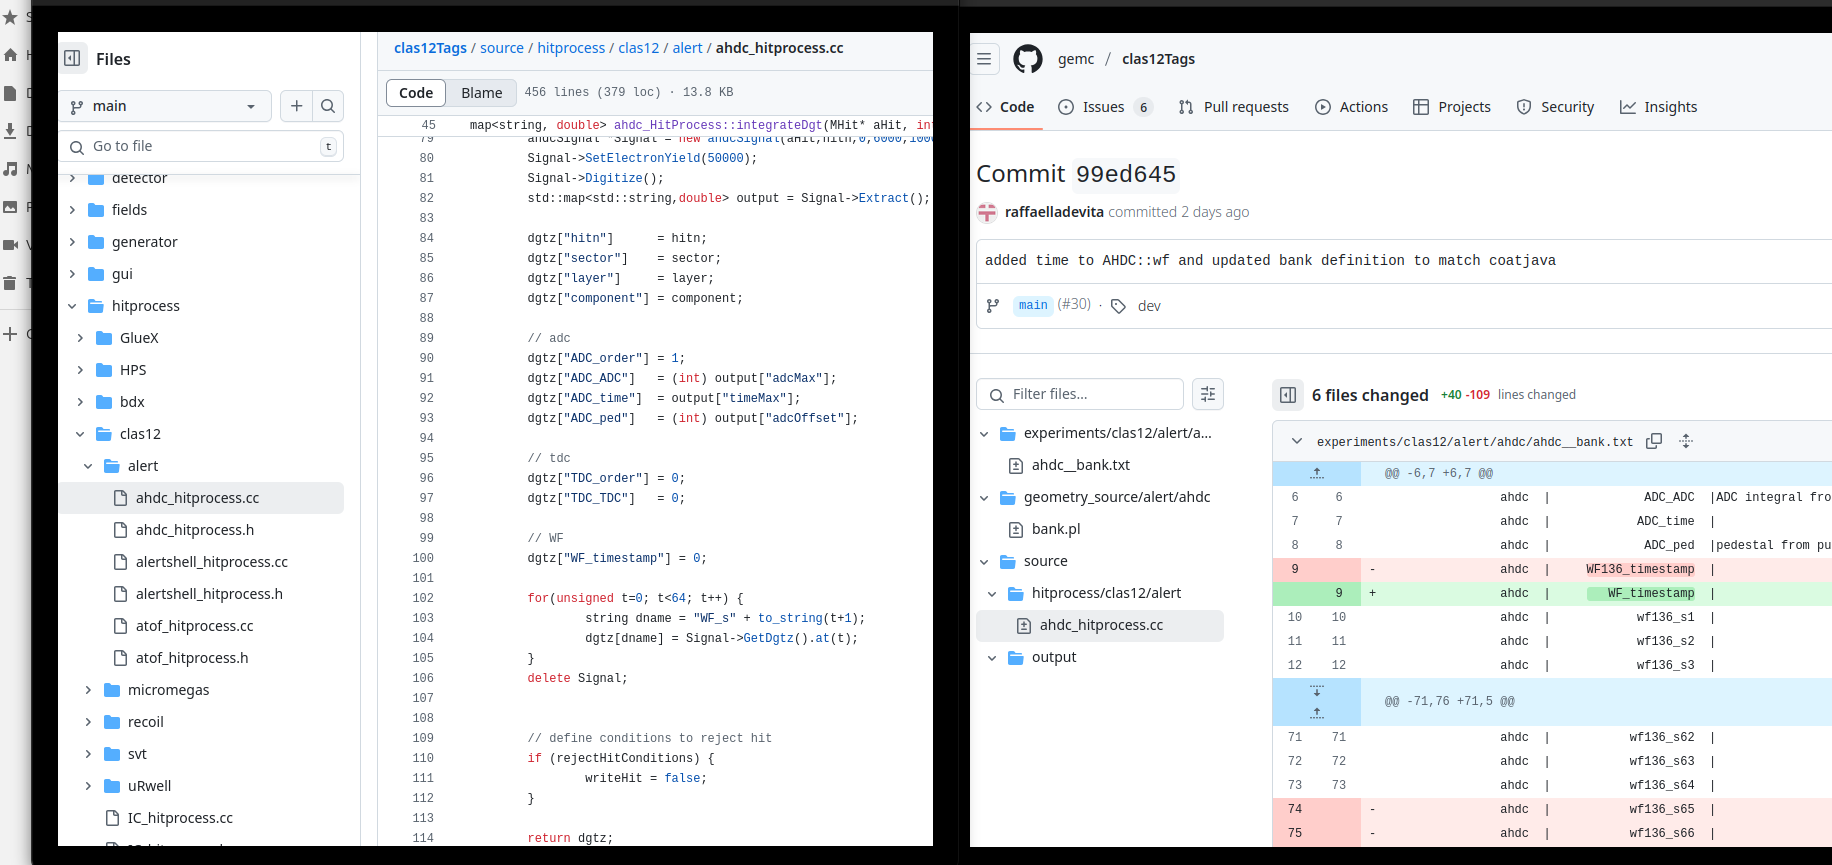 Files
main
Go to file
t
detector
fields
generator
gui
hitprocess
GlueX
HPS
bdx
clas12
alert
ahdc_hitprocess.cc
ahdc_hitprocess.h
alertshell_hitprocess.cc
alertshell_hitprocess.h
atof_hitprocess.cc
atof_hitprocess.h
micromegas
recoil
svt
uRwell
IC_hitprocess.cc
clas12Tags / source / hitprocess / clas12 / alert / ahdc_hitprocess.cc
Code Blame 456 lines (379 loc) · 13.8 KB
45 map<string, double> ahdc_HitProcess::integrateDgt(MHit* aHit, int
79 ahdcSignal *Signal = new ahdcSignal(aHit,hitn,0,6000,1000
80 Signal->SetElectronYield(50000);
81 Signal->Digitize();
82 std::map<std::string,double> output = Signal->Extract();
83
84 dgtz["hitn"] = hitn;
85 dgtz["sector"] = sector;
86 dgtz["layer"] = layer;
87 dgtz["component"] = component;
88
89 // adc
90 dgtz["ADC_order"] = 1;
91 dgtz["ADC_ADC"] = (int) output["adcMax"];
92 dgtz["ADC_time"] = output["timeMax"];
93 dgtz["ADC_ped"] = (int) output["adcOffset"];
94
95 // tdc
96 dgtz["TDC_order"] = 0;
97 dgtz["TDC_TDC"] = 0;
98
99 // WF
100 dgtz["WF_timestamp"] = 0;
101
102 for(unsigned t=0; t<64; t++) {
103 string dname = "WF_s" + to_string(t+1);
104 dgtz[dname] = Signal->GetDgtz().at(t);
105 }
106 delete Signal;
107
108
109 // define conditions to reject hit
110 if (rejectHitConditions) {
111 writeHit = false;
112 }
113
114 return dgtz;
gemc / clas12Tags
Code Issues 6 Pull requests Actions Projects Security Insights
Commit 99ed645
raffaelladevita committed 2 days ago
added time to AHDC::wf and updated bank definition to match coatjava
main (#30) · dev
Filter files...
experiments/clas12/alert/a...
ahdc__bank.txt
geometry_source/alert/ahdc
bank.pl
source
hitprocess/clas12/alert
ahdc_hitprocess.cc
output
6 files changed +40 -109 lines changed
experiments/clas12/alert/ahdc/ahdc__bank.txt
@@ -6,7 +6,7 @@
6 6 ahdc | ADC_ADC |ADC integral fro
7 7 ahdc | ADC_time |
8 8 ahdc | ADC_ped |pedestal from pu
9 - ahdc | WF136_timestamp |
9 + ahdc | WF_timestamp |
10 10 ahdc | wf136_s1 |
11 11 ahdc | wf136_s2 |
12 12 ahdc | wf136_s3 |
@@ -71,76 +71,5 @@
71 71 ahdc | wf136_s62 |
72 72 ahdc | wf136_s63 |
73 73 ahdc | wf136_s64 |
74 - ahdc | wf136_s65 |
75 - ahdc | wf136_s66 |